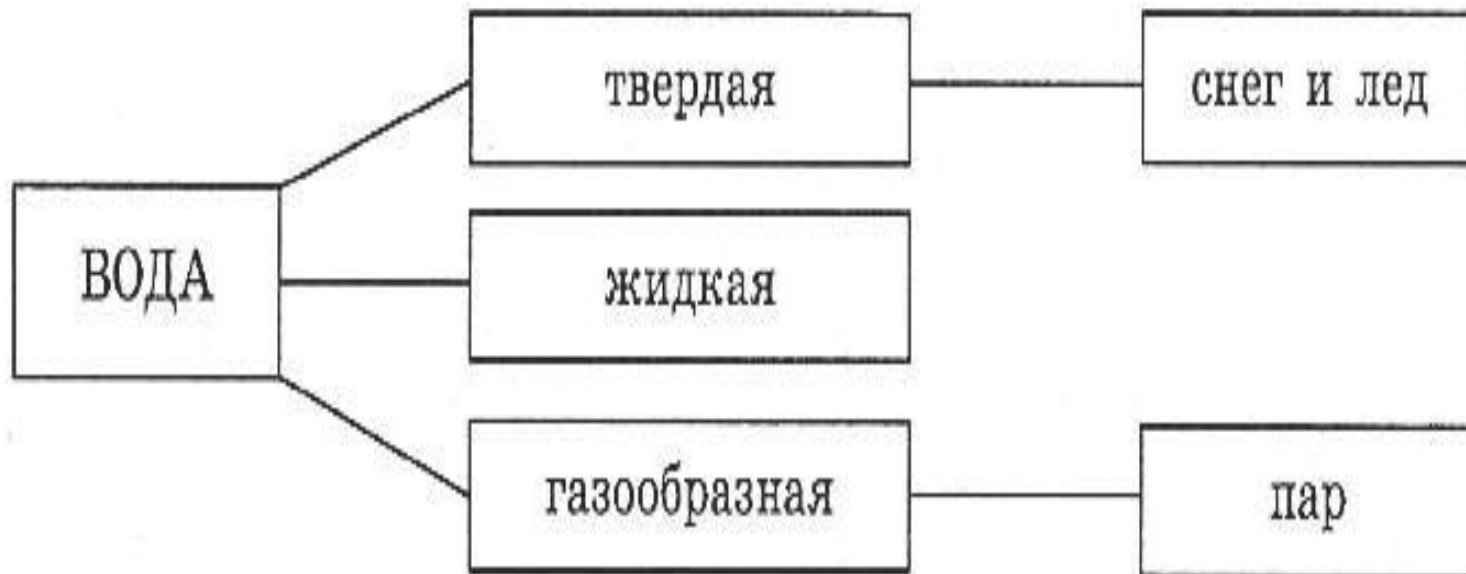 твердая
снег и лед
ВОДА
жидкая
газообразная
пар